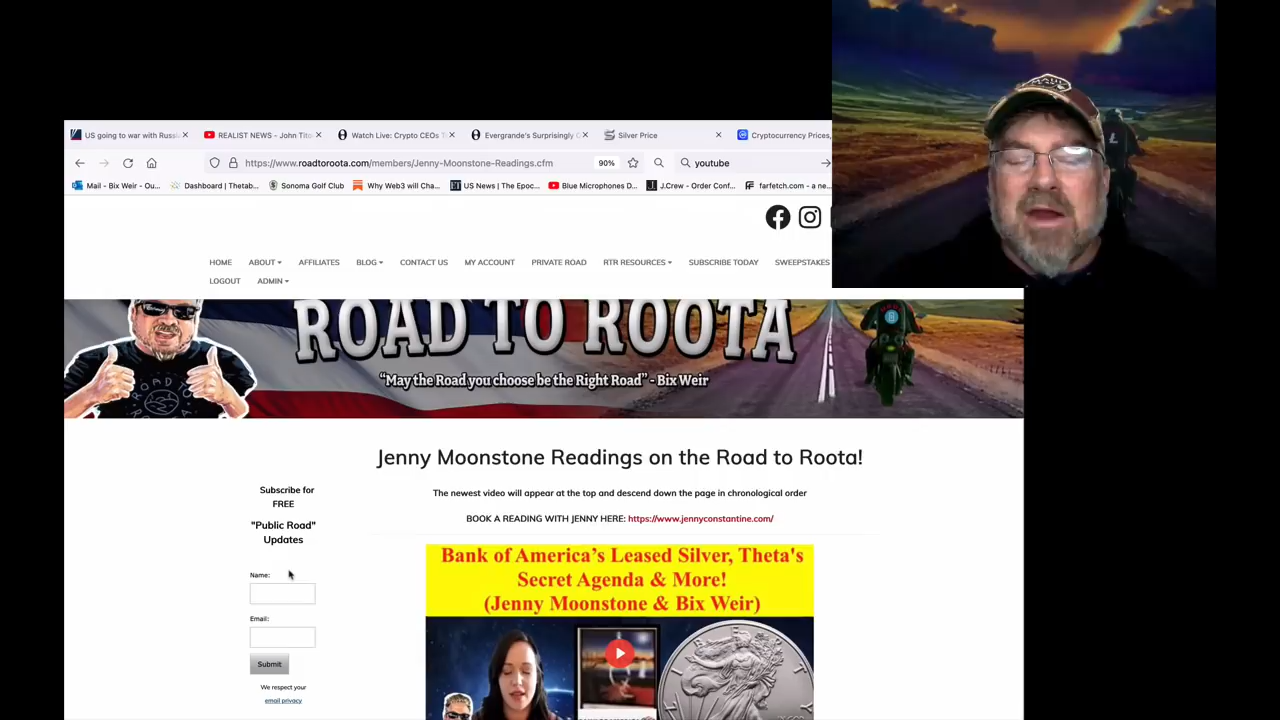 US going to war with Russi
REALIST NEWS - John Tito
Watch Live: Crypto CEOs T
Evergrande's Surprisingly C
Silver Price
Cryptocurrency Prices,
https://www.roadtoroota.com/members/Jenny-Moonstone-Readings.cfm
90%
youtube
Mail - Bix Weir - Ou...
Dashboard | Thetab...
Sonoma Golf Club
Why Web3 will Cha...
US News | The Epoc...
Blue Microphones D...
J.Crew - Order Conf...
farfetch.com - a ne...
HOME ABOUT AFFILIATES BLOG CONTACT US MY ACCOUNT PRIVATE ROAD RTR RESOURCES SUBSCRIBE TODAY SWEEPSTAKES
LOGOUT ADMIN
ROAD TO ROOTA
“May the Road you choose be the Right Road” - Bix Weir
Jenny Moonstone Readings on the Road to Roota!
The newest video will appear at the top and descend down the page in chronological order
BOOK A READING WITH JENNY HERE: https://www.jennyconstantine.com/
Subscribe for
FREE
"Public Road"
Updates
Name:
Email:
Submit
We respect your
email privacy
Bank of America’s Leased Silver, Theta's
Secret Agenda & More!
(Jenny Moonstone & Bix Weir)